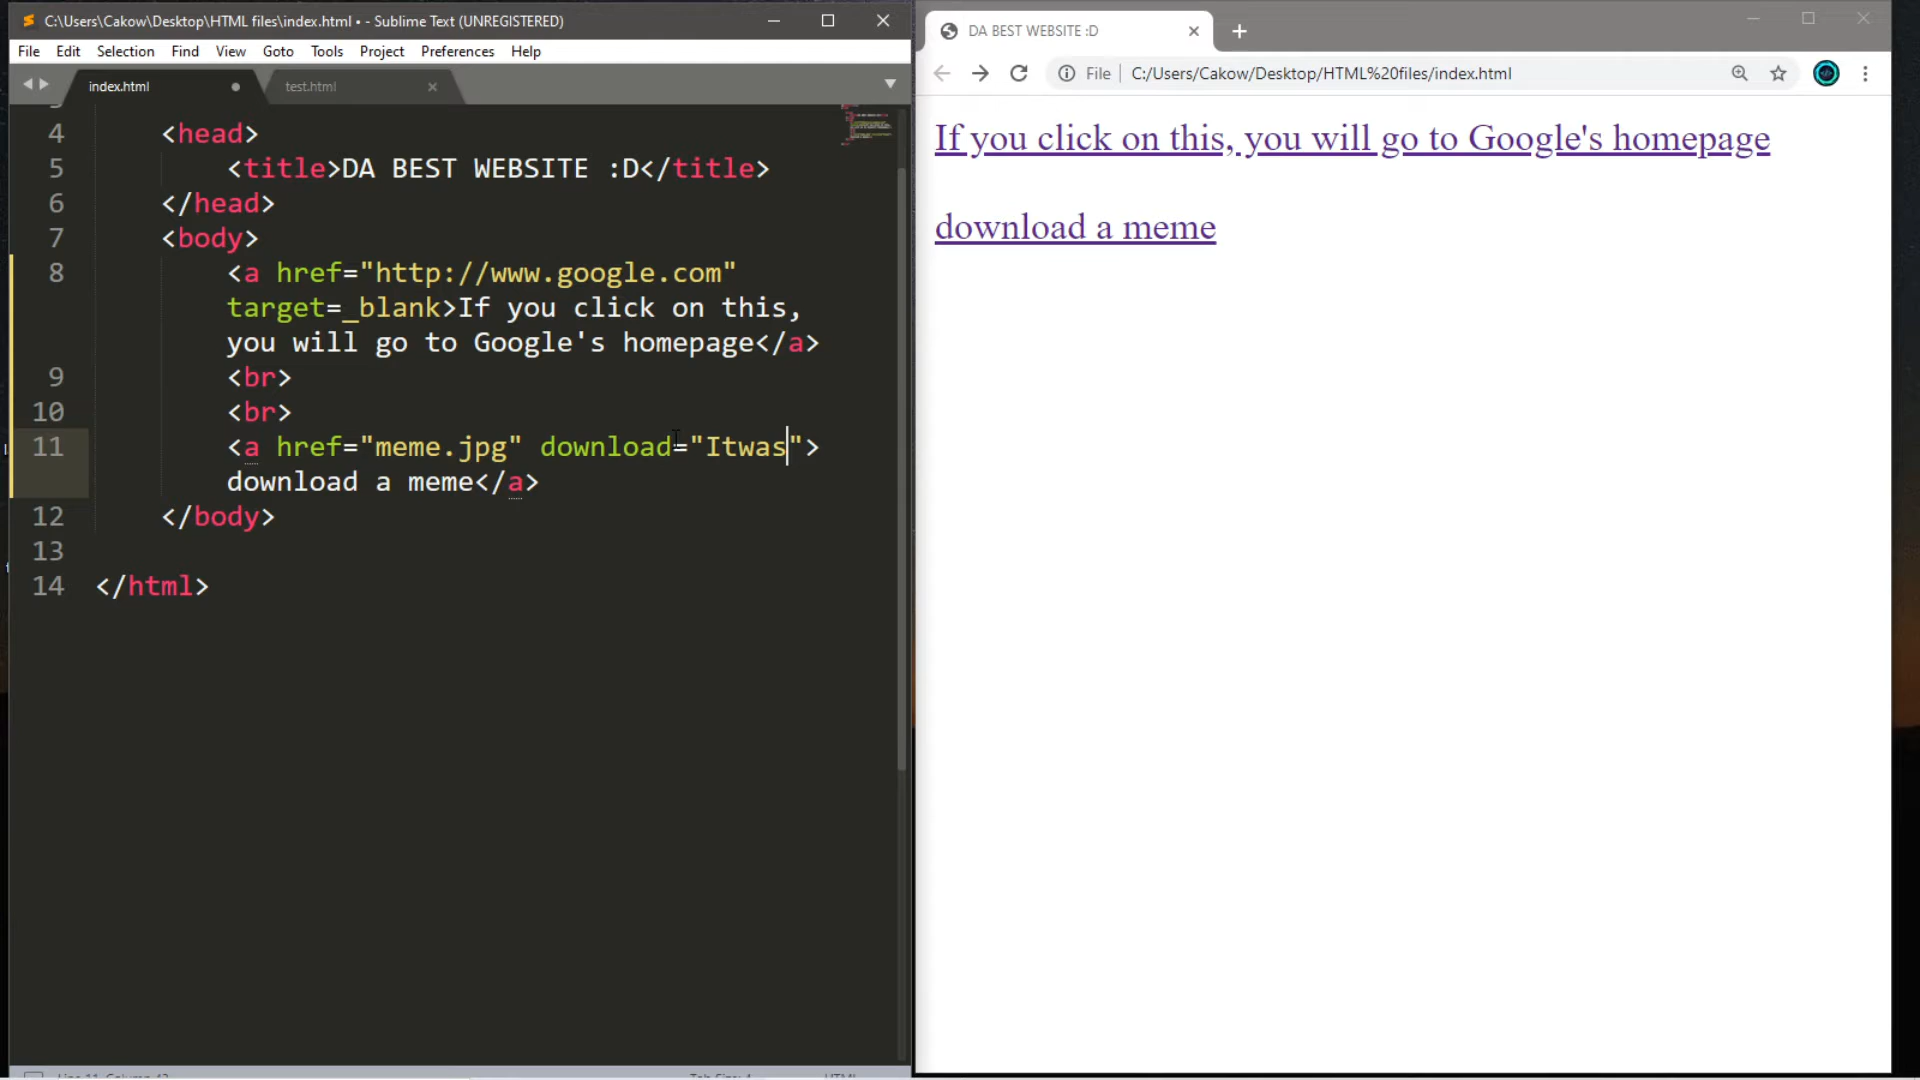 C:\Users\Cakow\Desktop\HTML files\index.html • - Sublime Text (UNREGISTERED)
File Edit Selection Find View Goto Tools Project Preferences Help
index.html test.html
4 <head>
5 <title>DA BEST WEBSITE :D</title>
6 </head>
7 <body>
8 <a href="http://www.google.com"
target=_blank>If you click on this,
you will go to Google's homepage</a>
9 <br>
10 <br>
11 <a href="meme.jpg" download="Itwas">
download a meme</a>
12 </body>
13
14 </html>
DA BEST WEBSITE :D
File C:/Users/Cakow/Desktop/HTML%20files/index.html
If you click on this, you will go to Google's homepage
download a meme